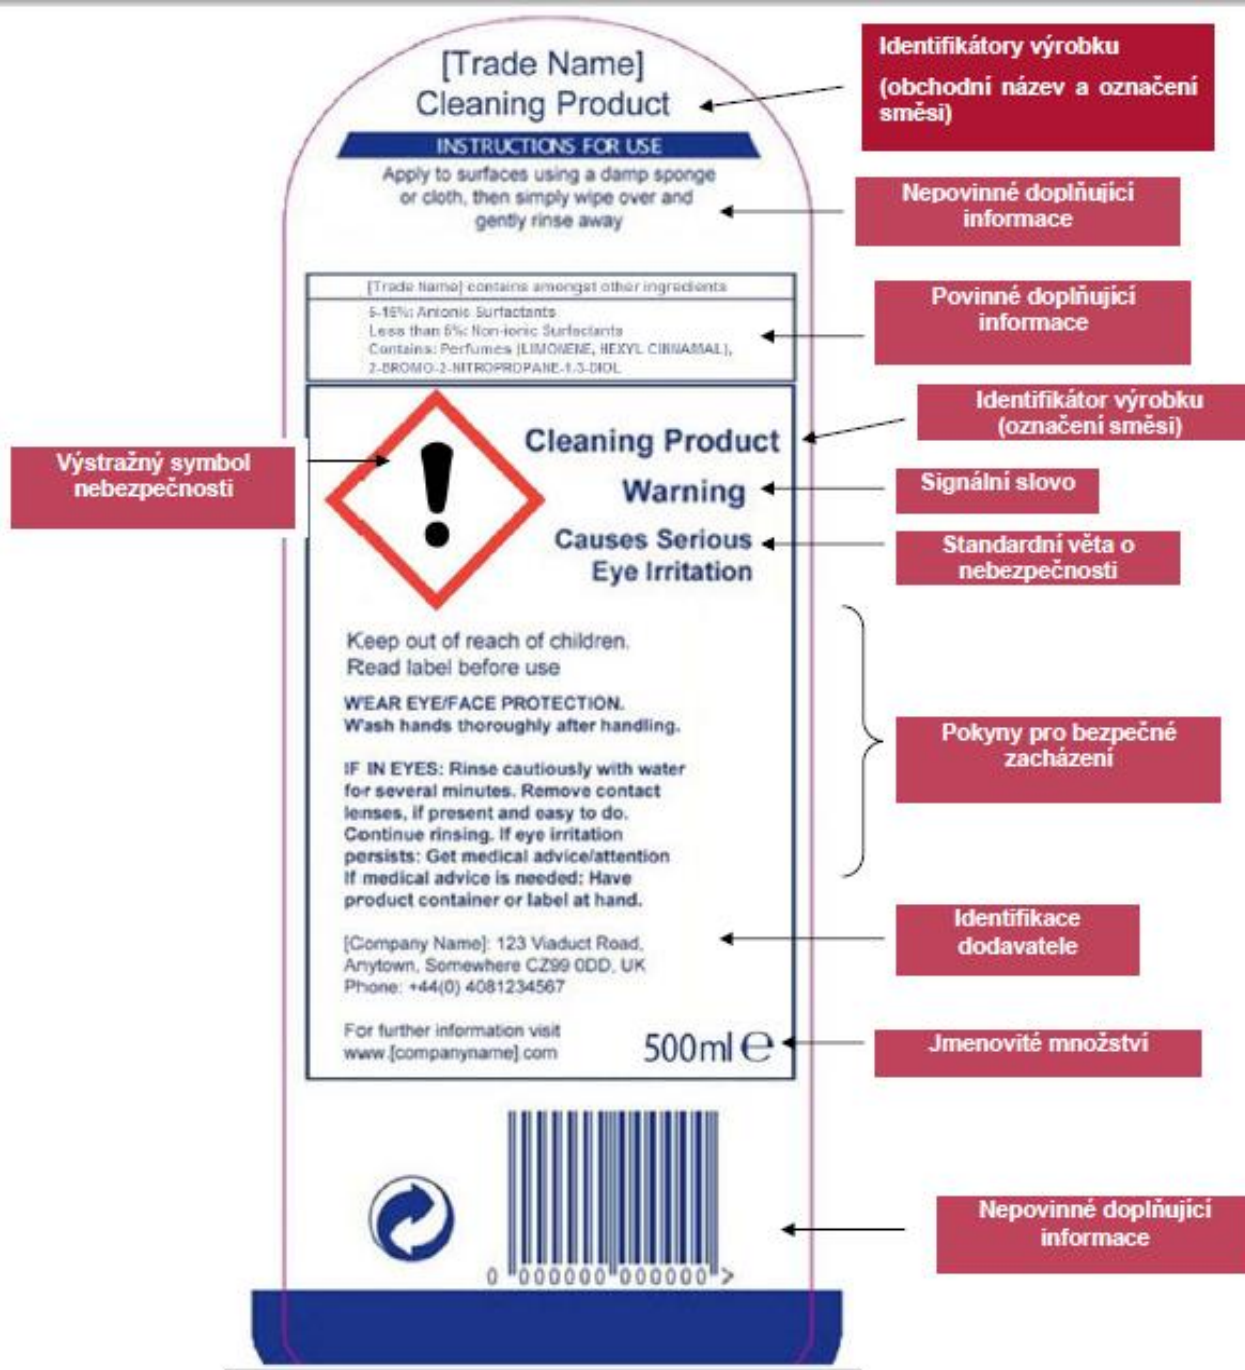 [Trade Name]
Cleaning Product
Identifikátory výrobku
(obchodní název a označení
směsi)
INSTRUCTIONS FOR USE
Apply to surfaces using a damp sponge
or cloth, then simply wipe over and
gently rinse away
Nepovinné doplňující
informace
[Trade Name] contains amongst other ingredients
5-15%: Anionic Surfactants
Less than 5%: Non-ionic Surfactants
Contains: Perfumes (LIMONENE, HEXYL CINNAMAL),
2-BROMO-2-NITROPROPANE-1,3-DIOL
Povinné doplňující
informace
Identifikátor výrobku
(označení směsi)
Výstražný symbol
nebezpečnosti
Cleaning Product
Warning
Signální slovo
Causes Serious
Eye Irritation
Standardní věta o
nebezpečnosti
Keep out of reach of children.
Read label before use
WEAR EYE/FACE PROTECTION.
Wash hands thoroughly after handling.
IF IN EYES: Rinse cautiously with water
for several minutes. Remove contact
lenses, if present and easy to do.
Continue rinsing. If eye irritation
persists: Get medical advice/attention
If medical advice is needed: Have
product container or label at hand.
Pokyny pro bezpečné
zacházení
[Company Name]: 123 Viaduct Road,
Anytown, Somewhere CZ99 0DD, UK
Phone: +44(0) 4081234567
Identifikace
dodavatele
For further information visit
www.[companyname].com
500ml ℮
Jmenovité množství
0 000000 000000 >
Nepovinné doplňující
informace